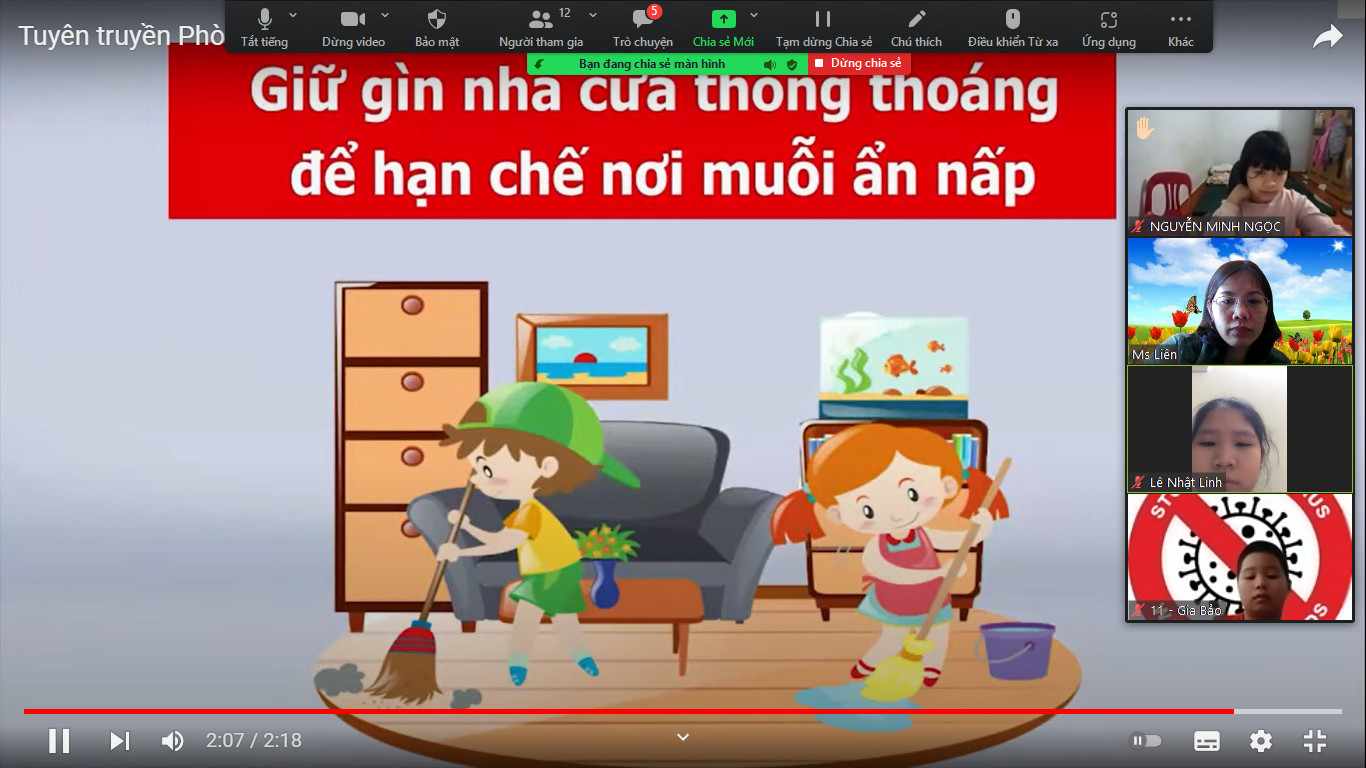 Tuyên truyền Phò
12
5
Tắt tiếng
Dừng video
Bảo mật
Người tham gia
Trò chuyện
Chia sẻ Mới
Tạm dừng Chia sẻ
Chú thích
Điều khiển Từ xa
Ứng dụng
Khác
Bạn đang chia sẻ màn hình
Dừng chia sẻ
Giữ gìn nhà cửa thông thoáng
để hạn chế nơi muỗi ẩn nấp
NGUYỄN MINH NGỌC
Ms Liên
Lê Nhật Linh
11 - Gia Bảo
2:07 / 2:18